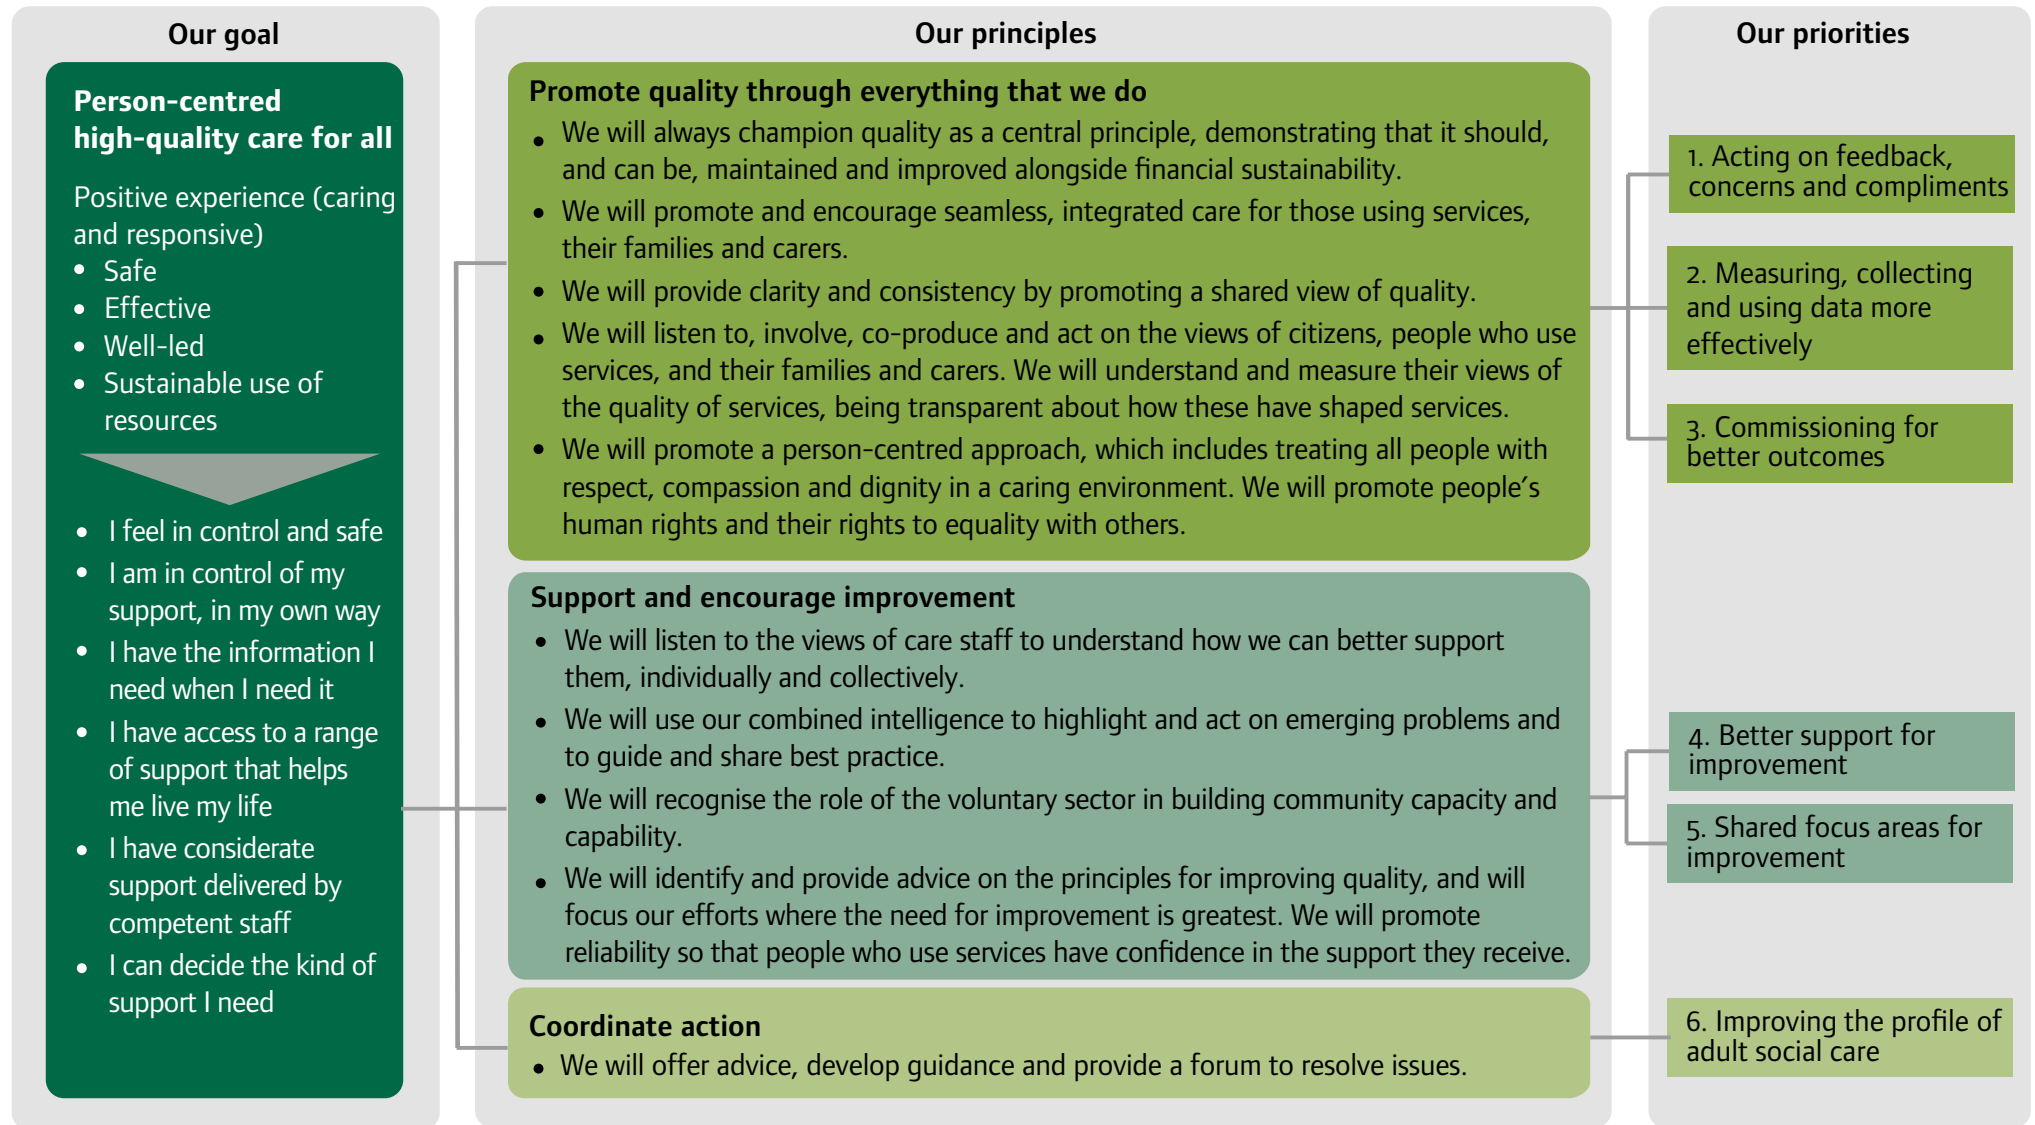 Our goal
Person-centred
high-quality care for all
Positive experience (caring
and responsive)
• Safe
• Effective
• Well-led
• Sustainable use of
resources
• I feel in control and safe
• I am in control of my
support, in my own way
• I have the information I
need when I need it
• I have access to a range
of support that helps
me live my life
• I have considerate
support delivered by
competent staff
• I can decide the kind of
support I need
Our principles
Promote quality through everything that we do
• We will always champion quality as a central principle, demonstrating that it should,
and can be, maintained and improved alongside financial sustainability.
• We will promote and encourage seamless, integrated care for those using services,
their families and carers.
• We will provide clarity and consistency by promoting a shared view of quality.
• We will listen to, involve, co-produce and act on the views of citizens, people who use
services, and their families and carers. We will understand and measure their views of
the quality of services, being transparent about how these have shaped services.
• We will promote a person-centred approach, which includes treating all people with
respect, compassion and dignity in a caring environment. We will promote people’s
human rights and their rights to equality with others.
Support and encourage improvement
• We will listen to the views of care staff to understand how we can better support
them, individually and collectively.
• We will use our combined intelligence to highlight and act on emerging problems and
to guide and share best practice.
• We will recognise the role of the voluntary sector in building community capacity and
capability.
• We will identify and provide advice on the principles for improving quality, and will
focus our efforts where the need for improvement is greatest. We will promote
reliability so that people who use services have confidence in the support they receive.
Coordinate action
• We will offer advice, develop guidance and provide a forum to resolve issues.
Our priorities
1. Acting on feedback,
concerns and compliments
2. Measuring, collecting
and using data more
effectively
3. Commissioning for
better outcomes
4. Better support for
improvement
5. Shared focus areas for
improvement
6. Improving the profile of
adult social care